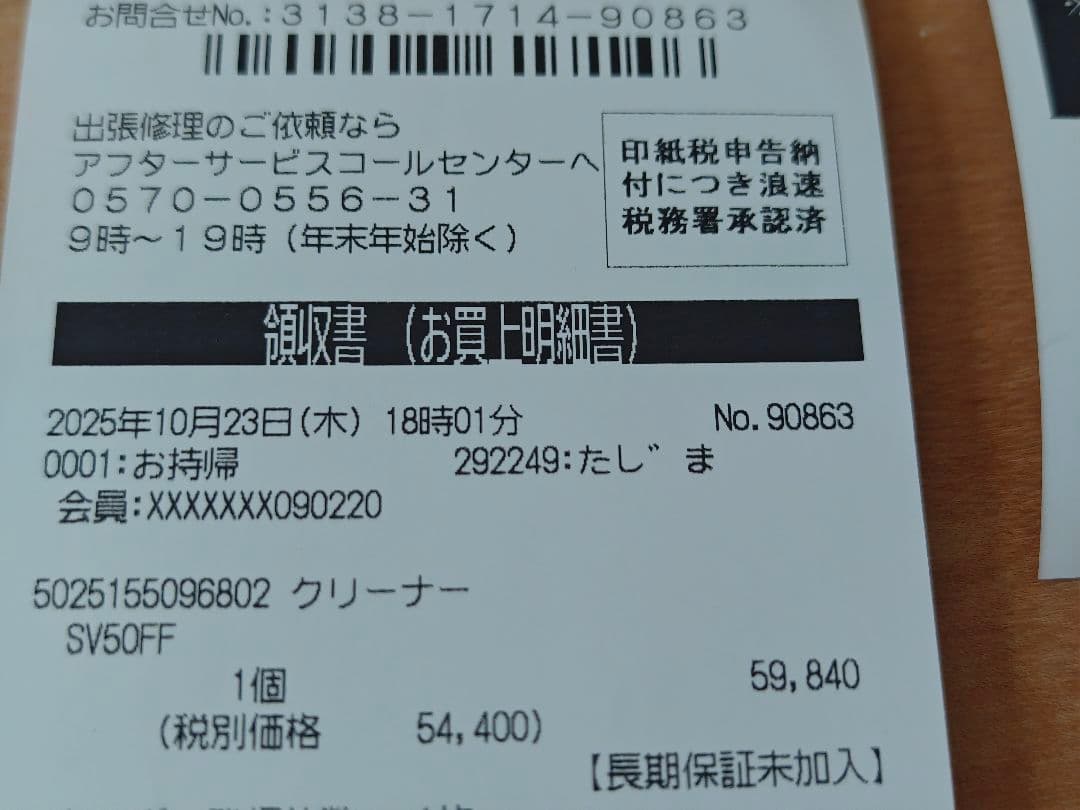 お問合せNo.:3138-1714-90863
出張修理のご依頼なら
アフターサービスコールセンターへ
0570-0556-31
9時～19時（年末年始除く）
印紙税申告納
付につき浪速
税務署承認済
領収書（お買上明細書）
2025年10月23日(木) 18時01分 No.90863
0001:お持帰 292249:たじま
会員:XXXXXXX090220
5025155096802 クリーナー
SV50FF
1個 59,840
(税別価格 54,400)
【長期保証未加入】